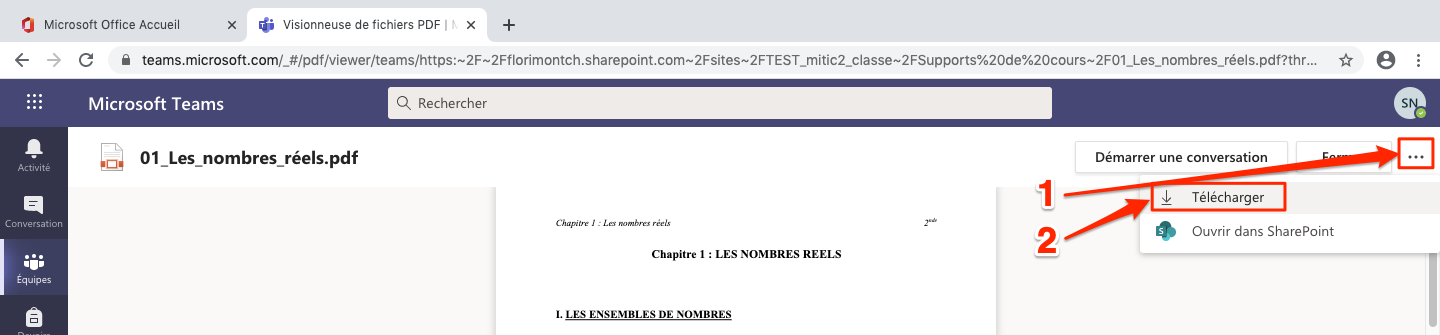 Microsoft Office Accueil
Visionneuse de fichiers PDF |
teams.microsoft.com/_#/pdf/viewer/teams/https:~2F~2Fflorimontch.sharepoint.com~2Fsites~2FTEST_mitic2_classe~2FSupports%20de%20cours~2F01_Les_nombres_réels.pdf?thr...
Microsoft Teams
Rechercher
SN
Activité
01_Les_nombres_réels.pdf
Démarrer une conversation
...
1
Télécharger
Conversation
Chapitre 1 : Les nombres réels
2nde
2
Ouvrir dans SharePoint
Chapitre 1 : LES NOMBRES REELS
Équipes
I. LES ENSEMBLES DE NOMBRES